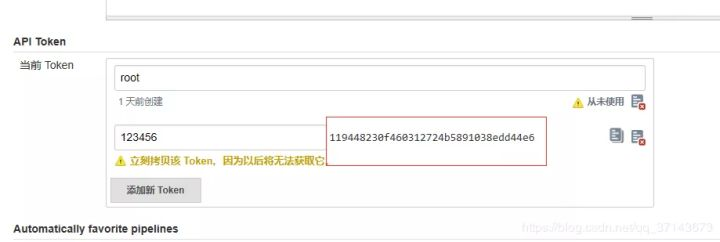 API Token
当前 Token
root
1 天前创建
从未使用
123456
119448230f460312724b5891038edd44e6
立刻拷贝该 Token，因为以后将无法获取它
添加新 Token
Automatically favorite pipelines
https://blog.csdn.net/qq_37143673